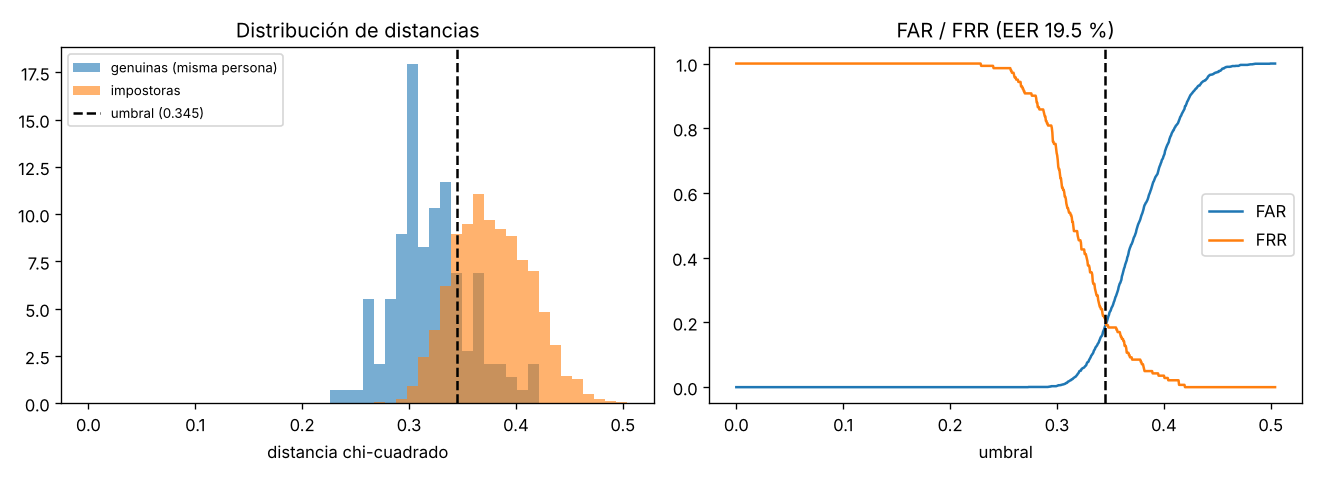 Distribución de distancias
genuinas (misma persona)
impostoras
umbral (0.345)
17.5
15.0
12.5
10.0
7.5
5.0
2.5
0.0
0.0 0.1 0.2 0.3 0.4 0.5
distancia chi-cuadrado
FAR / FRR (EER 19.5 %)
1.0
0.8
0.6
0.4
0.2
0.0
FAR
FRR
0.0 0.1 0.2 0.3 0.4 0.5
umbral